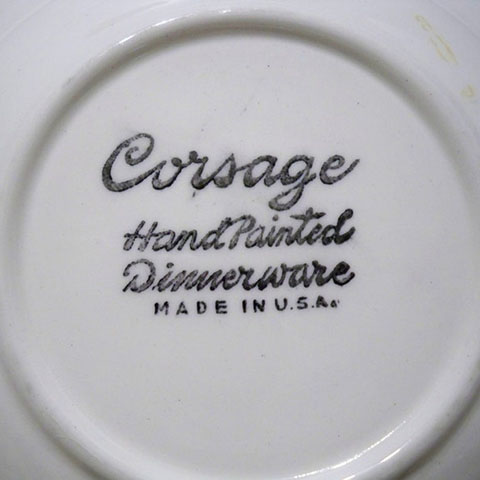 Corsage
Hand Painted
Dinnerware
MADE IN U.S.A.